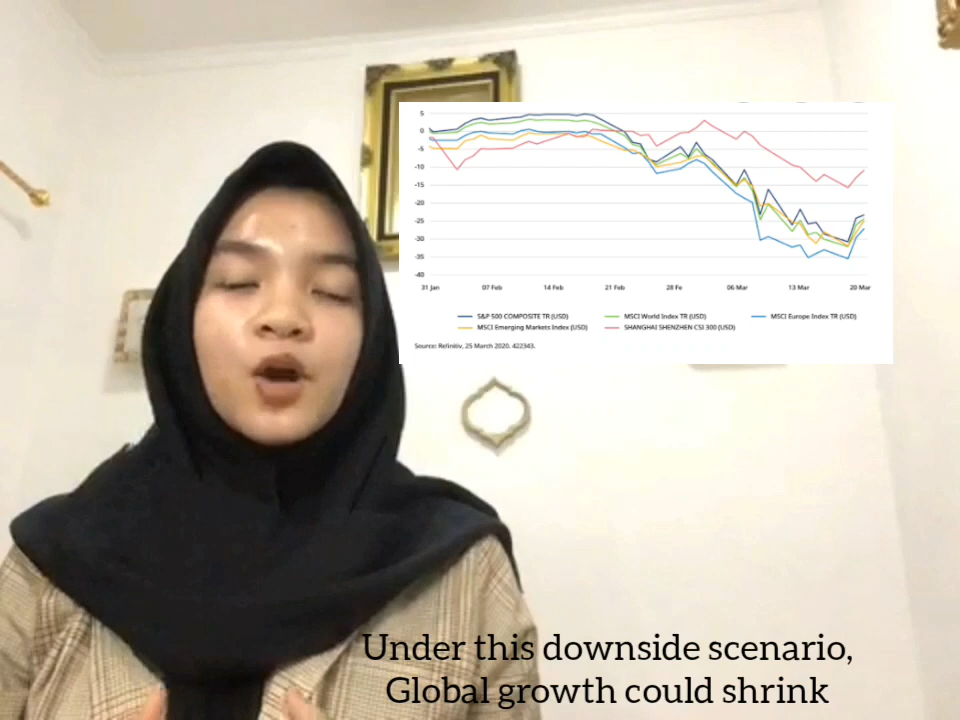 5
0
-5
-10
-15
-20
-25
-30
-35
-40
31 Jan 07 Feb 14 Feb 21 Feb 28 Fe 06 Mar 13 Mar 20 Mar
S&P 500 COMPOSITE TR (USD) MSCI World Index TR (USD) MSCI Europe Index TR (USD)
MSCI Emerging Markets Index (USD) SHANGHAI SHENZHEN CSI 300 (USD)
Source: Refinitiv, 25 March 2020. 422343.
Under this downside scenario,
Global growth could shrink